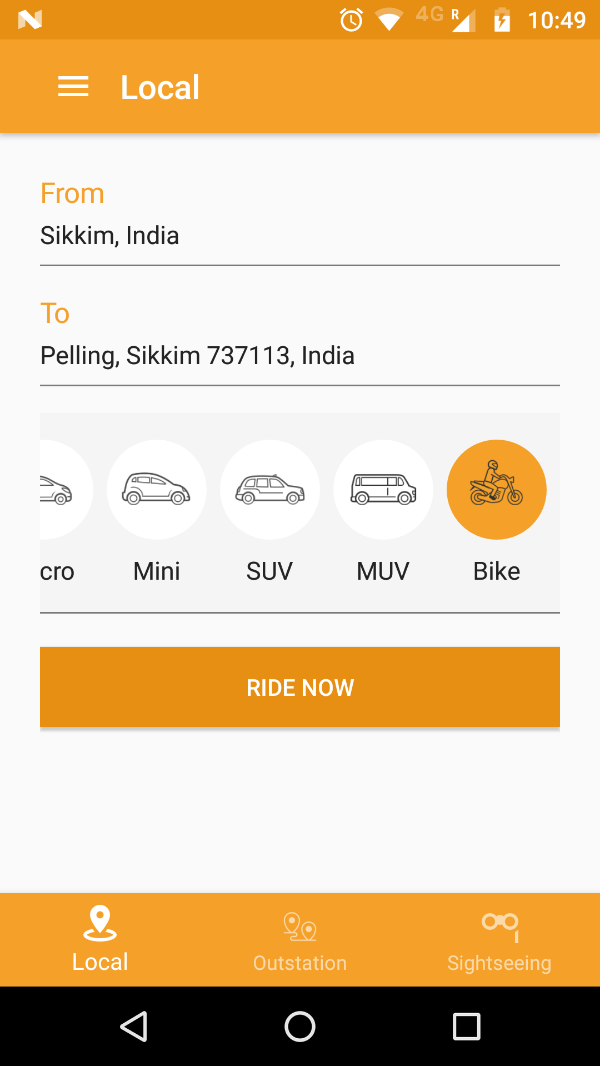 4G R 10:49
Local
From
Sikkim, India
To
Pelling, Sikkim 737113, India
cro Mini SUV MUV Bike
RIDE NOW
Local Outstation Sightseeing